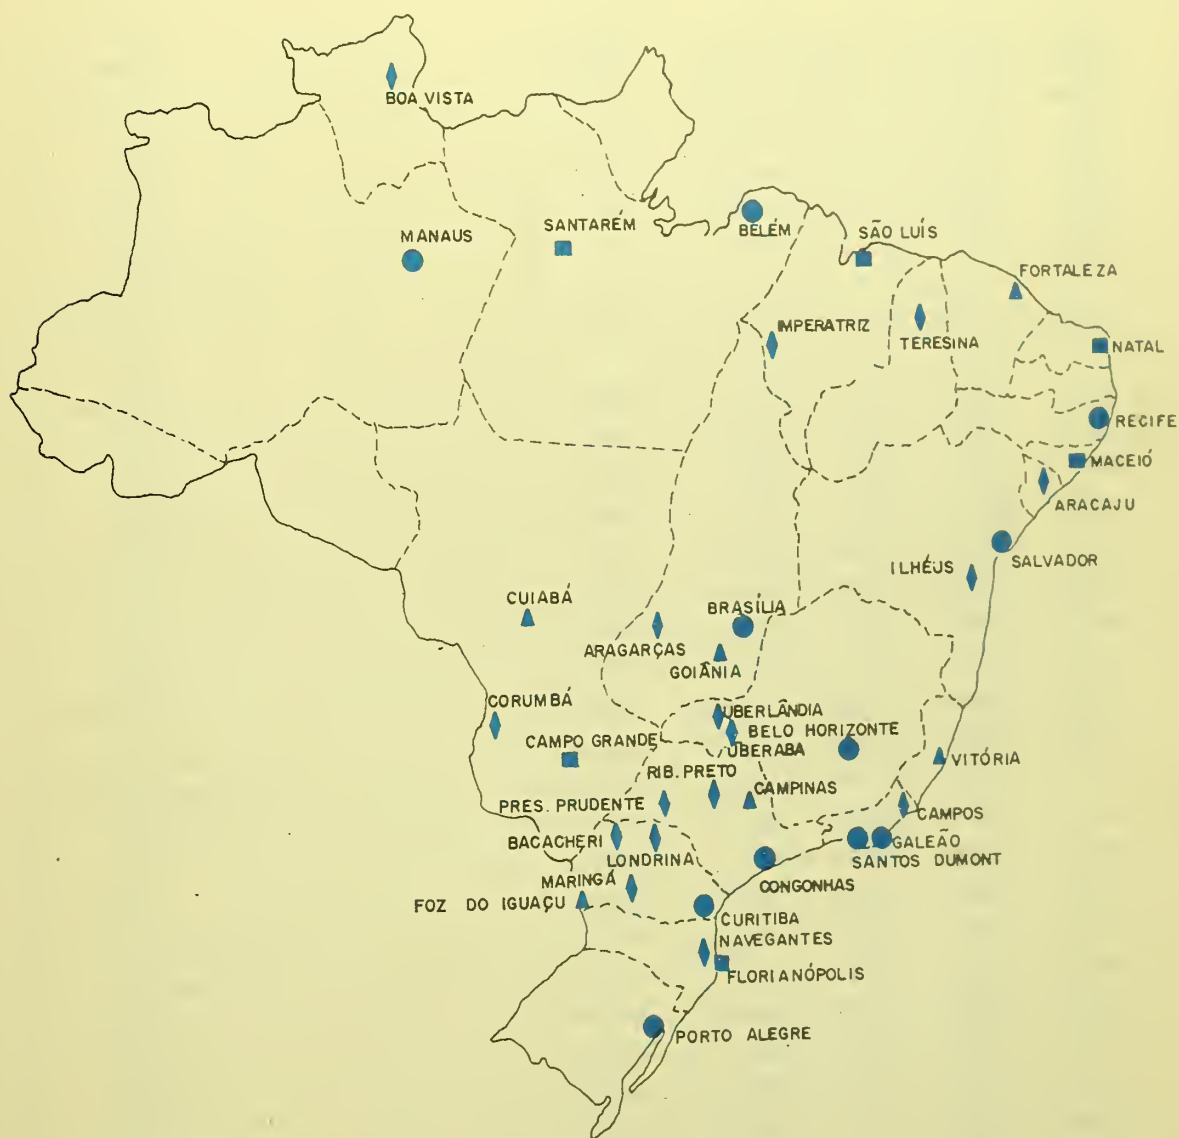 BOA VISTA
MANAUS
SANTARÉM
BELÉM
SÃO LUÍS
FORTALEZA
IMPERATRIZ
TERESINA
NATAL
RECIFE
MACEIÓ
ARACAJU
SALVADOR
ILHÉUS
CUIABÁ
BRASÍLIA
ARAGARÇAS
GOIÂNIA
CORUMBÁ
UBERLÂNDIA
BELO HORIZONTE
CAMPO GRANDE
UBERABA
VITÓRIA
RIB. PRETO
CAMPINAS
PRES. PRUDENTE
CAMPOS
BACACHERI
GALEÃO
LONDRINA
SANTOS DUMONT
MARINGÁ
CONGONHAS
FOZ DO IGUAÇU
CURITIBA
NAVEGANTES
FLORIANÓPOLIS
PORTO ALEGRE